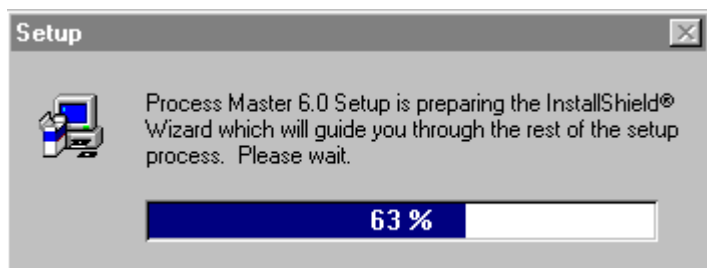 Setup
Process Master 6.0 Setup is preparing the InstallShield®
Wizard which will guide you through the rest of the setup
process.  Please wait.
63 %